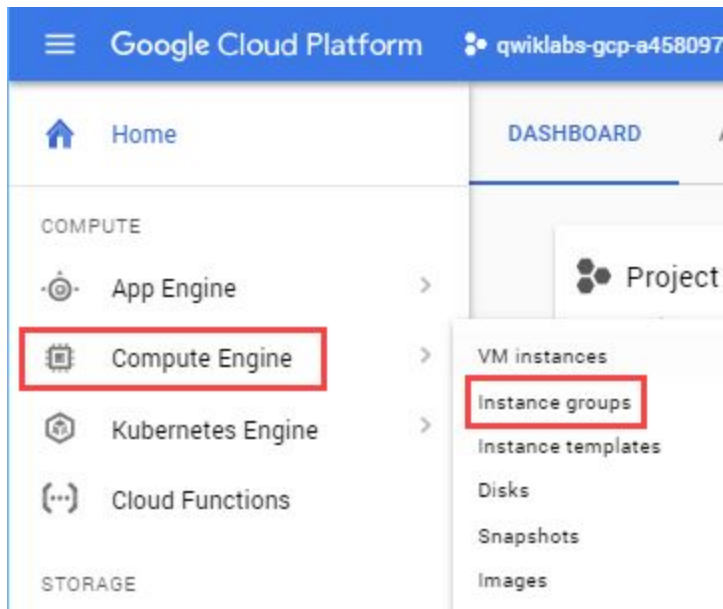 Google Cloud Platform
qwiklabs-gcp-a458097
Home
DASHBOARD
COMPUTE
App Engine
Project
Compute Engine
VM instances
Instance groups
Kubernetes Engine
Instance templates
Disks
Cloud Functions
Snapshots
STORAGE
Images